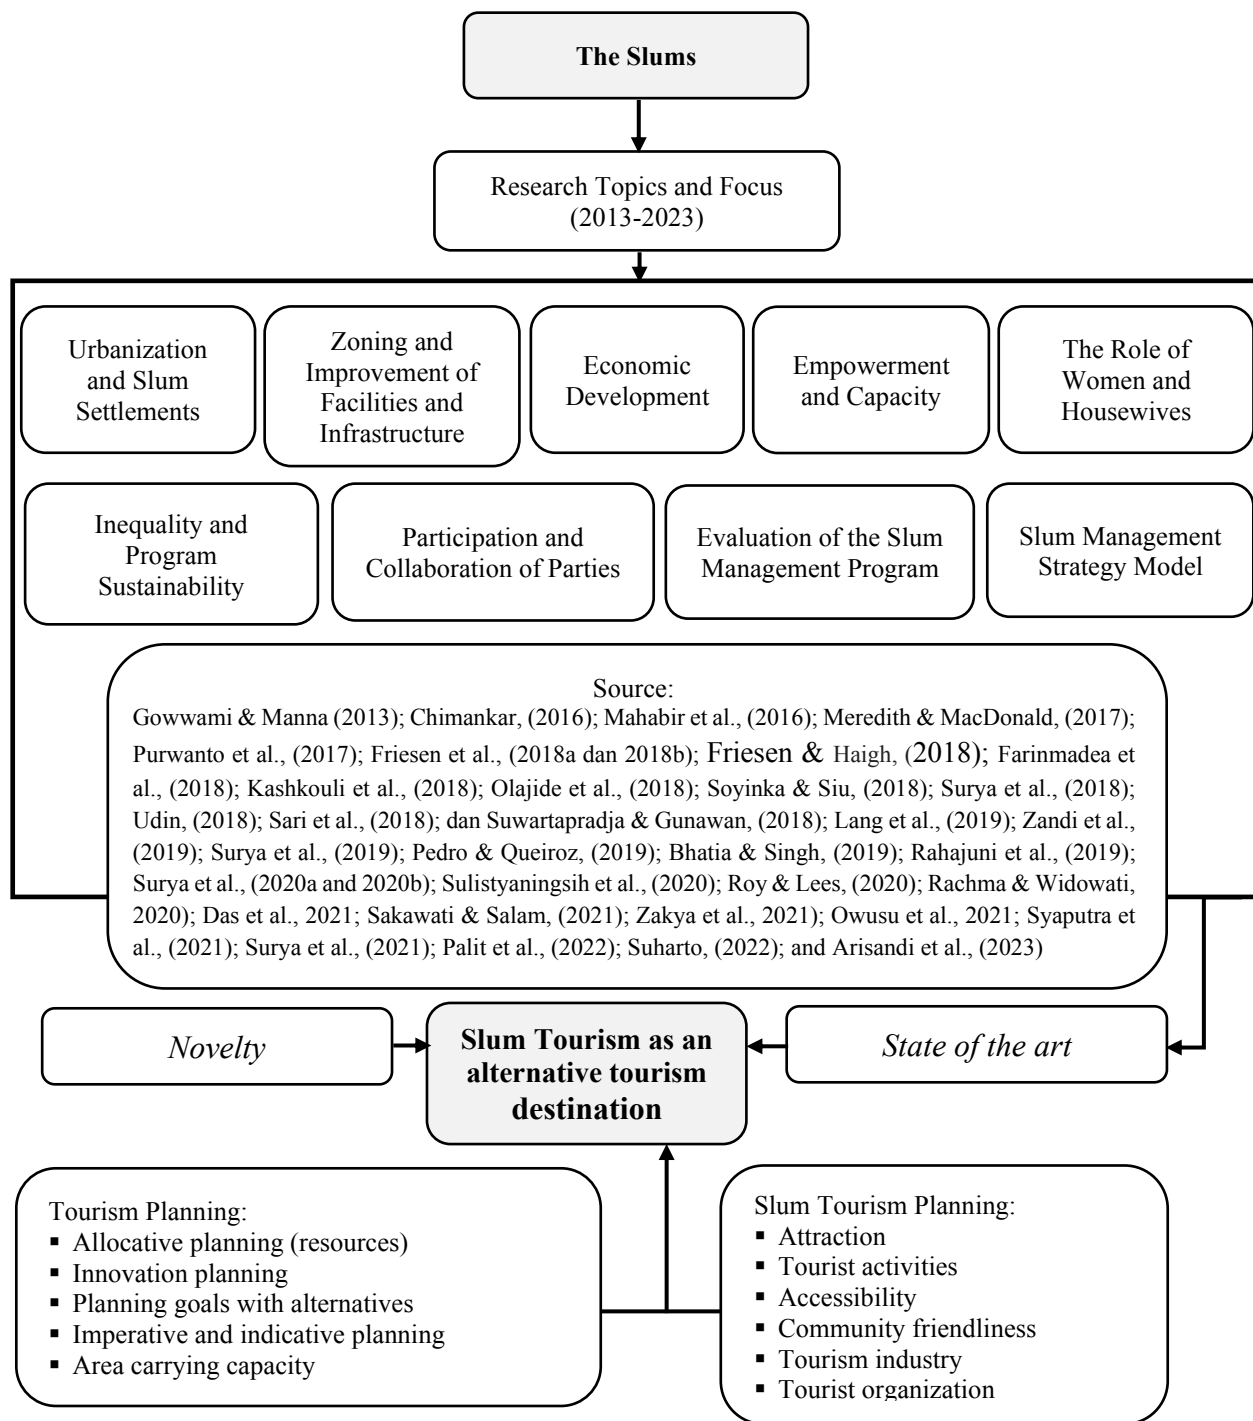 The Slums
Research Topics and Focus
(2013-2023)
Urbanization
and Slum
Settlements
Zoning and
Improvement of
Facilities and
Infrastructure
Economic
Development
Empowerment
and Capacity
The Role of
Women and
Housewives
Inequality and
Program
Sustainability
Participation and
Collaboration of Parties
Evaluation of the Slum
Management Program
Slum Management
Strategy Model
Source:
Gowwami & Manna (2013); Chimankar, (2016); Mahabir et al., (2016); Meredith & MacDonald, (2017);
Purwanto et al., (2017); Friesen et al., (2018a dan 2018b); Friesen & Haigh, (2018); Farinmadea et
al., (2018); Kashkouli et al., (2018); Olajide et al., (2018); Soyinka & Siu, (2018); Surya et al., (2018);
Udin, (2018); Sari et al., (2018); dan Suwartapradja & Gunawan, (2018); Lang et al., (2019); Zandi et al.,
(2019); Surya et al., (2019); Pedro & Queiroz, (2019); Bhatia & Singh, (2019); Rahajuni et al., (2019);
Surya et al., (2020a and 2020b); Sulistyaningsih et al., (2020); Roy & Lees, (2020); Rachma & Widowati,
2020); Das et al., 2021; Sakawati & Salam, (2021); Zakya et al., 2021); Owusu et al., 2021; Syaputra et
al., (2021); Surya et al., (2021); Palit et al., (2022); Suharto, (2022); and Arisandi et al., (2023)
Novelty
Slum Tourism as an
alternative tourism
destination
State of the art
Tourism Planning:
▪ Allocative planning (resources)
▪ Innovation planning
▪ Planning goals with alternatives
▪ Imperative and indicative planning
▪ Area carrying capacity
Slum Tourism Planning:
▪ Attraction
▪ Tourist activities
▪ Accessibility
▪ Community friendliness
▪ Tourism industry
▪ Tourist organization